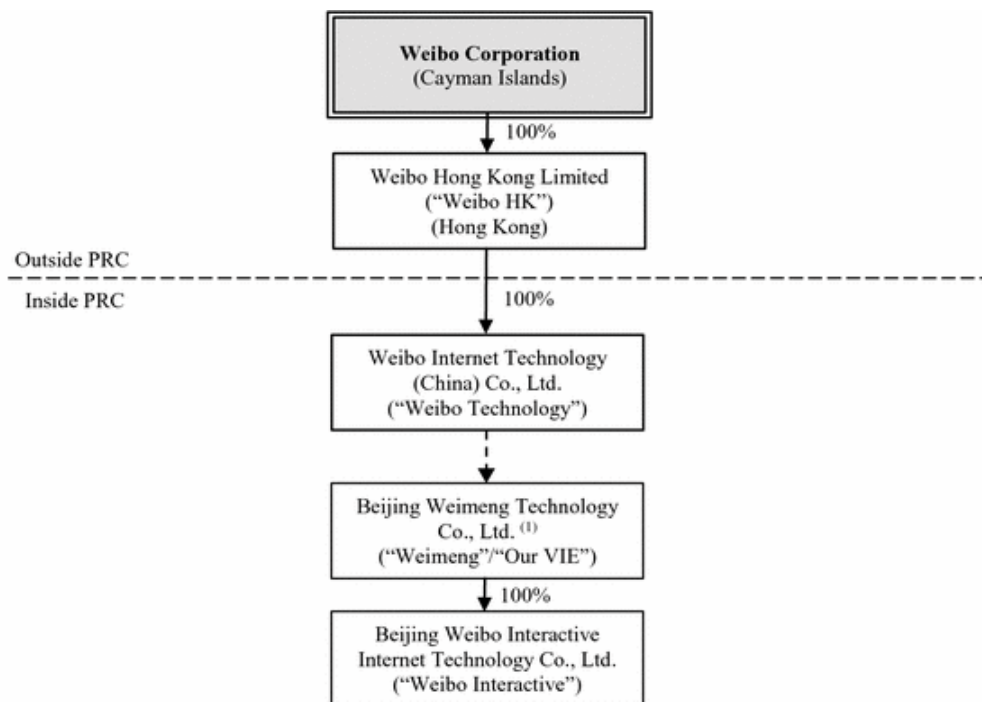 Weibo Corporation
(Cayman Islands)
100%
Weibo Hong Kong Limited
(“Weibo HK”)
(Hong Kong)
Outside PRC
Inside PRC
100%
Weibo Internet Technology
(China) Co., Ltd.
(“Weibo Technology”)
Beijing Weimeng Technology
Co., Ltd. (1)
(“Weimeng”/“Our VIE”)
100%
Beijing Weibo Interactive
Internet Technology Co., Ltd.
(“Weibo Interactive”)